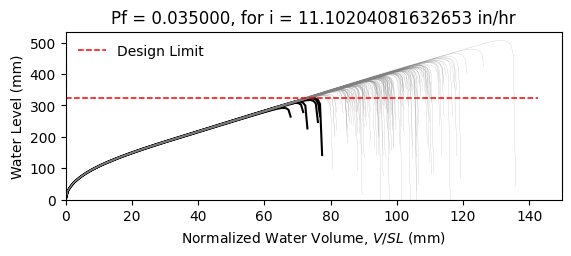 Pf = 0.035000, for i = 11.10204081632653 in/hr
Water Level (mm)
500
400
300
200
100
0
Design Limit
0 20 40 60 80 100 120 140
Normalized Water Volume, V/SL (mm)